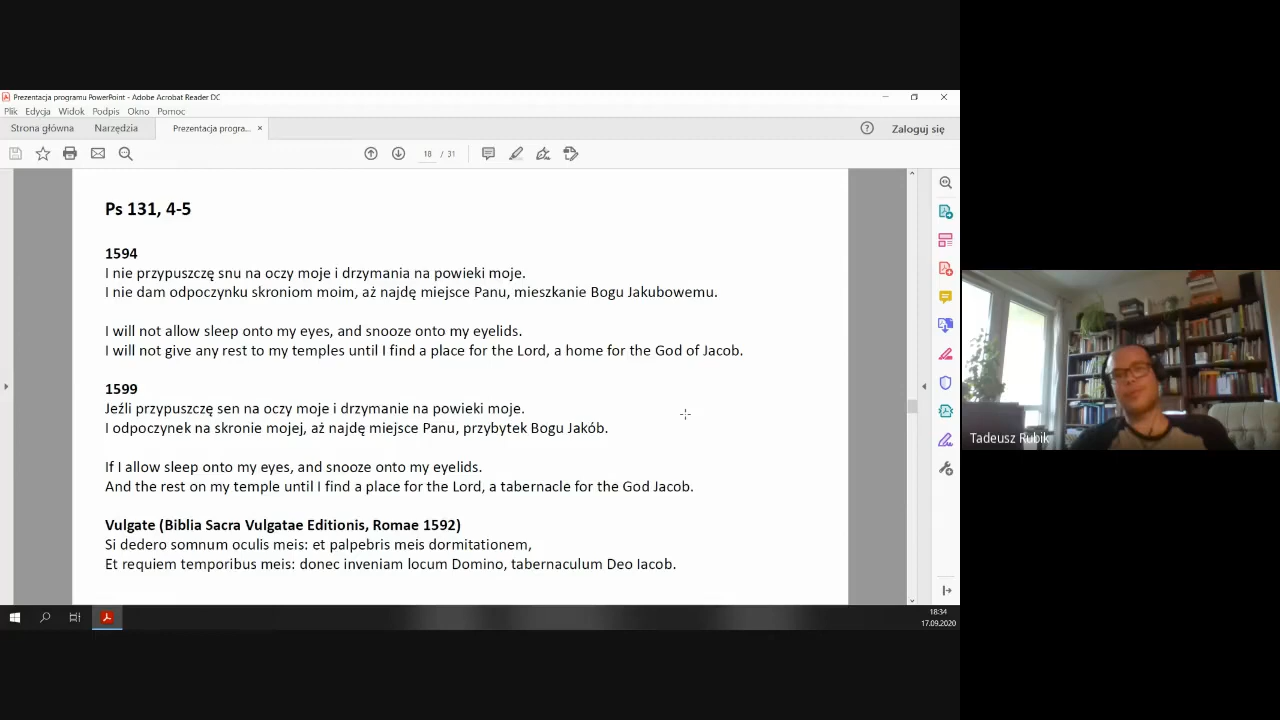 Prezentacja programu PowerPoint - Adobe Acrobat Reader DC
Plik Edycja Widok Podpis Okno Pomoc
Strona główna Narzędzia Prezentacja progra... × Zaloguj się
18 / 31
Ps 131, 4-5
1594
I nie przypuszczę snu na oczy moje i drzymania na powieki moje.
I nie dam odpoczynku skroniom moim, aż najdę miejsce Panu, mieszkanie Bogu Jakubowemu.
I will not allow sleep onto my eyes, and snooze onto my eyelids.
I will not give any rest to my temples until I find a place for the Lord, a home for the God of Jacob.
1599
Jeźli przypuszczę sen na oczy moje i drzymanie na powieki moje.
I odpoczynek na skronie mojej, aż najdę miejsce Panu, przybytek Bogu Jakób.
If I allow sleep onto my eyes, and snooze onto my eyelids.
And the rest on my temple until I find a place for the Lord, a tabernacle for the God Jacob.
Vulgate (Biblia Sacra Vulgatae Editionis, Romae 1592)
Si dedero somnum oculis meis: et palpebris meis dormitationem,
Et requiem temporibus meis: donec inveniam locum Domino, tabernaculum Deo Iacob.
Tadeusz Rubik
18:34
17.09.2020